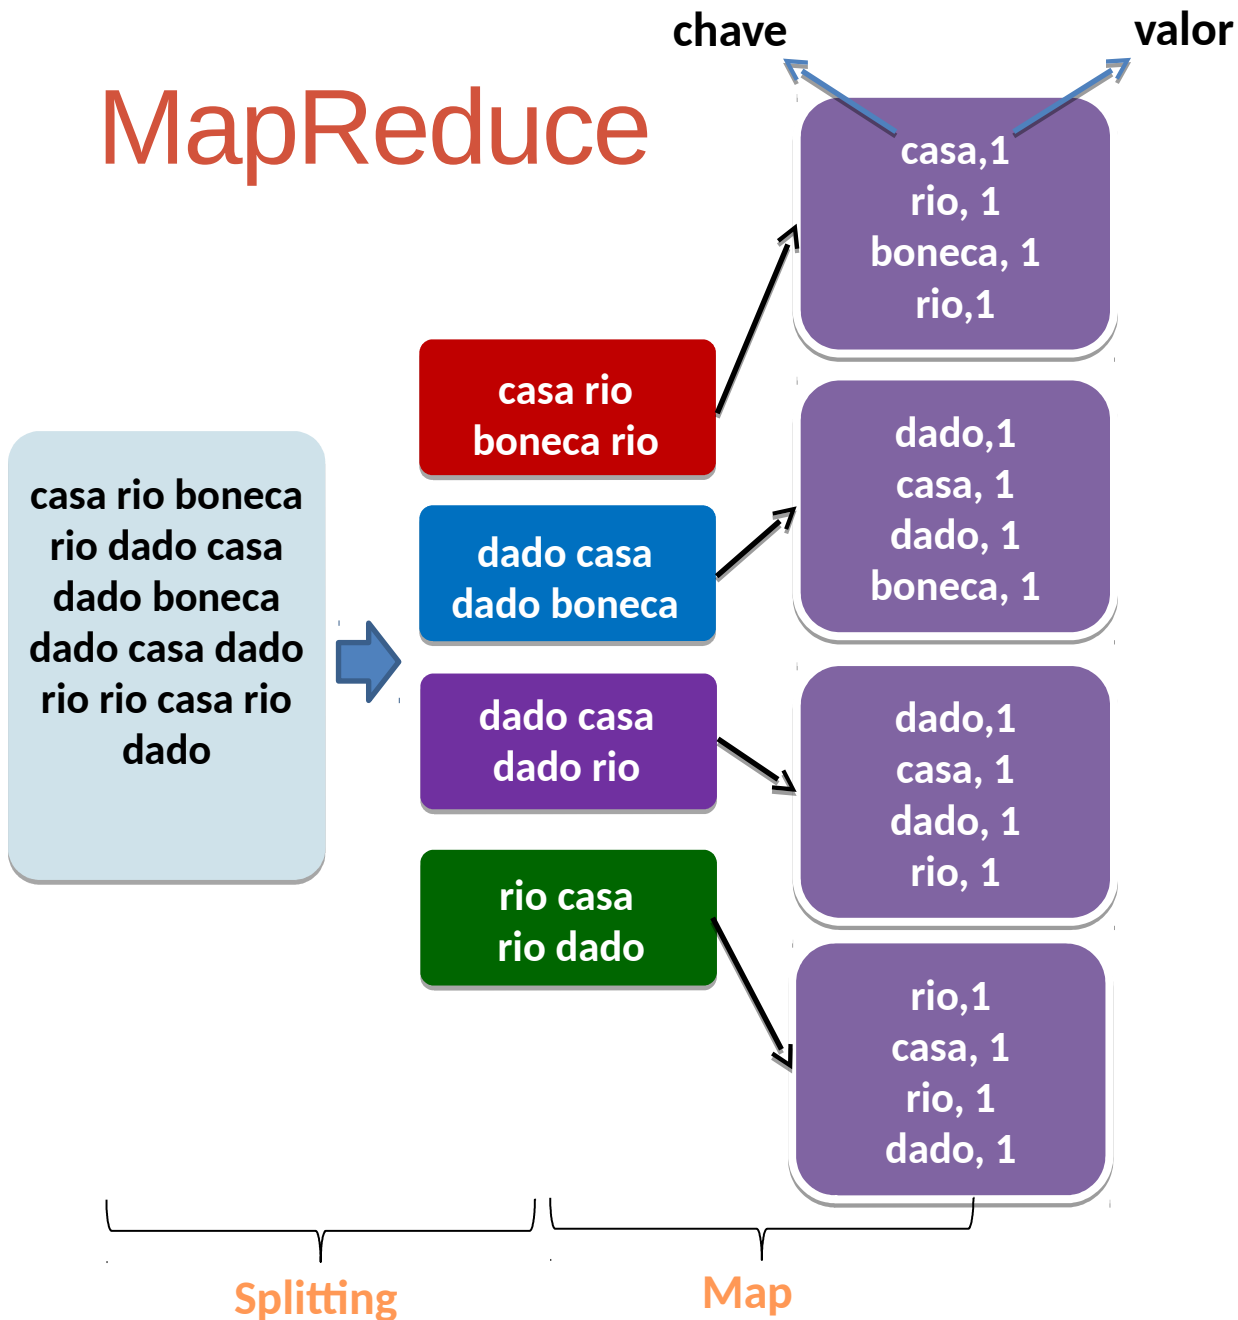 chave
valor
MapReduce
casa rio boneca
rio dado casa
dado boneca
dado casa dado
rio rio casa rio
dado
casa rio
boneca rio
dado casa
dado boneca
dado casa
dado rio
rio casa
rio dado
casa,1
rio, 1
boneca, 1
rio,1
dado,1
casa, 1
dado, 1
boneca, 1
dado,1
casa, 1
dado, 1
rio, 1
rio,1
casa, 1
rio, 1
dado, 1
Splitting
Map